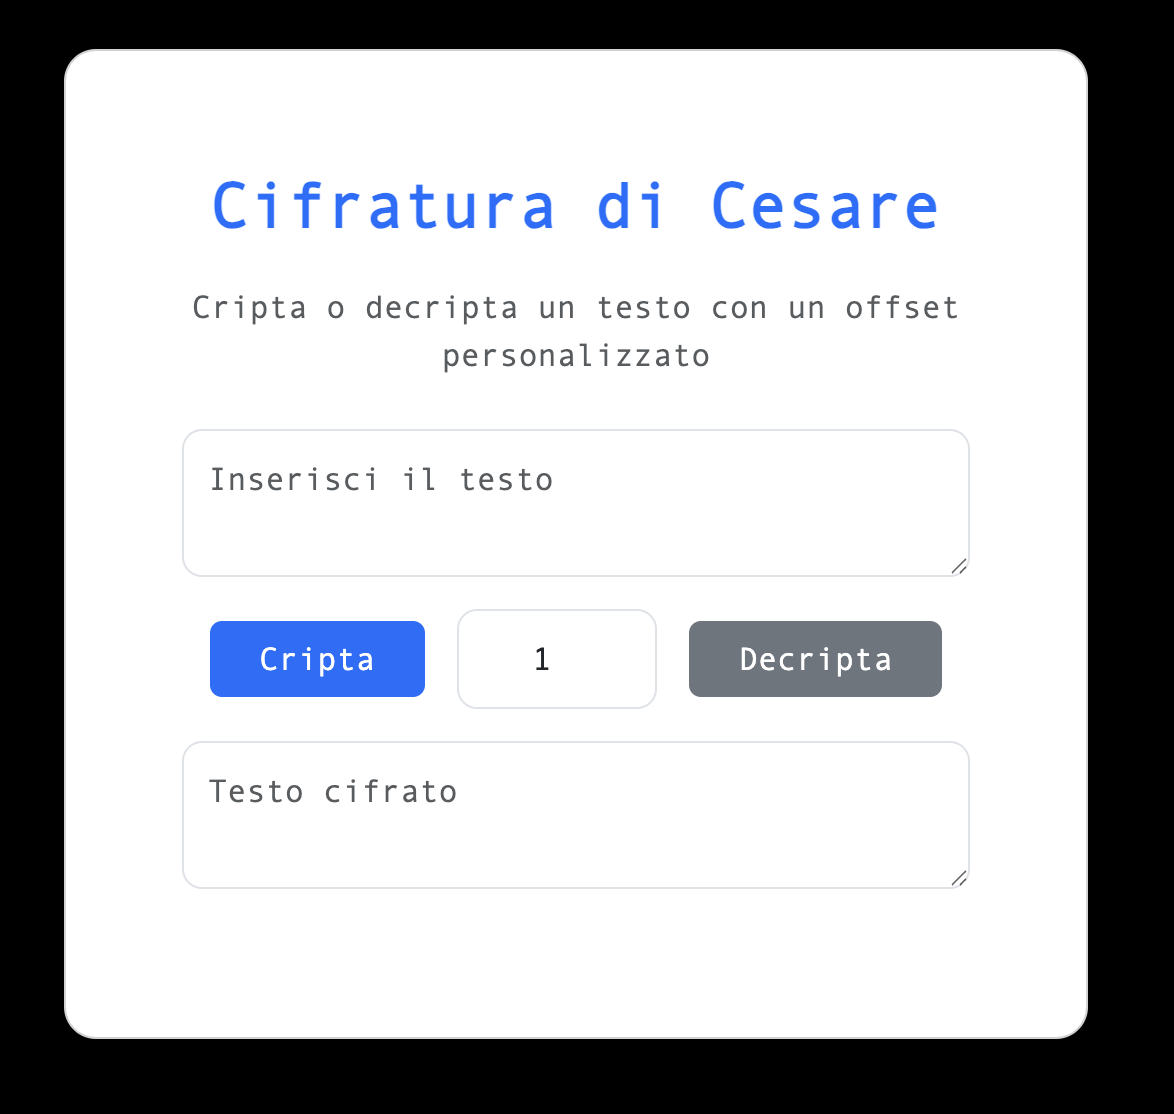 Cifratura di Cesare
Cripta o decripta un testo con un offset
personalizzato
Inserisci il testo
Cripta
1
Decripta
Testo cifrato